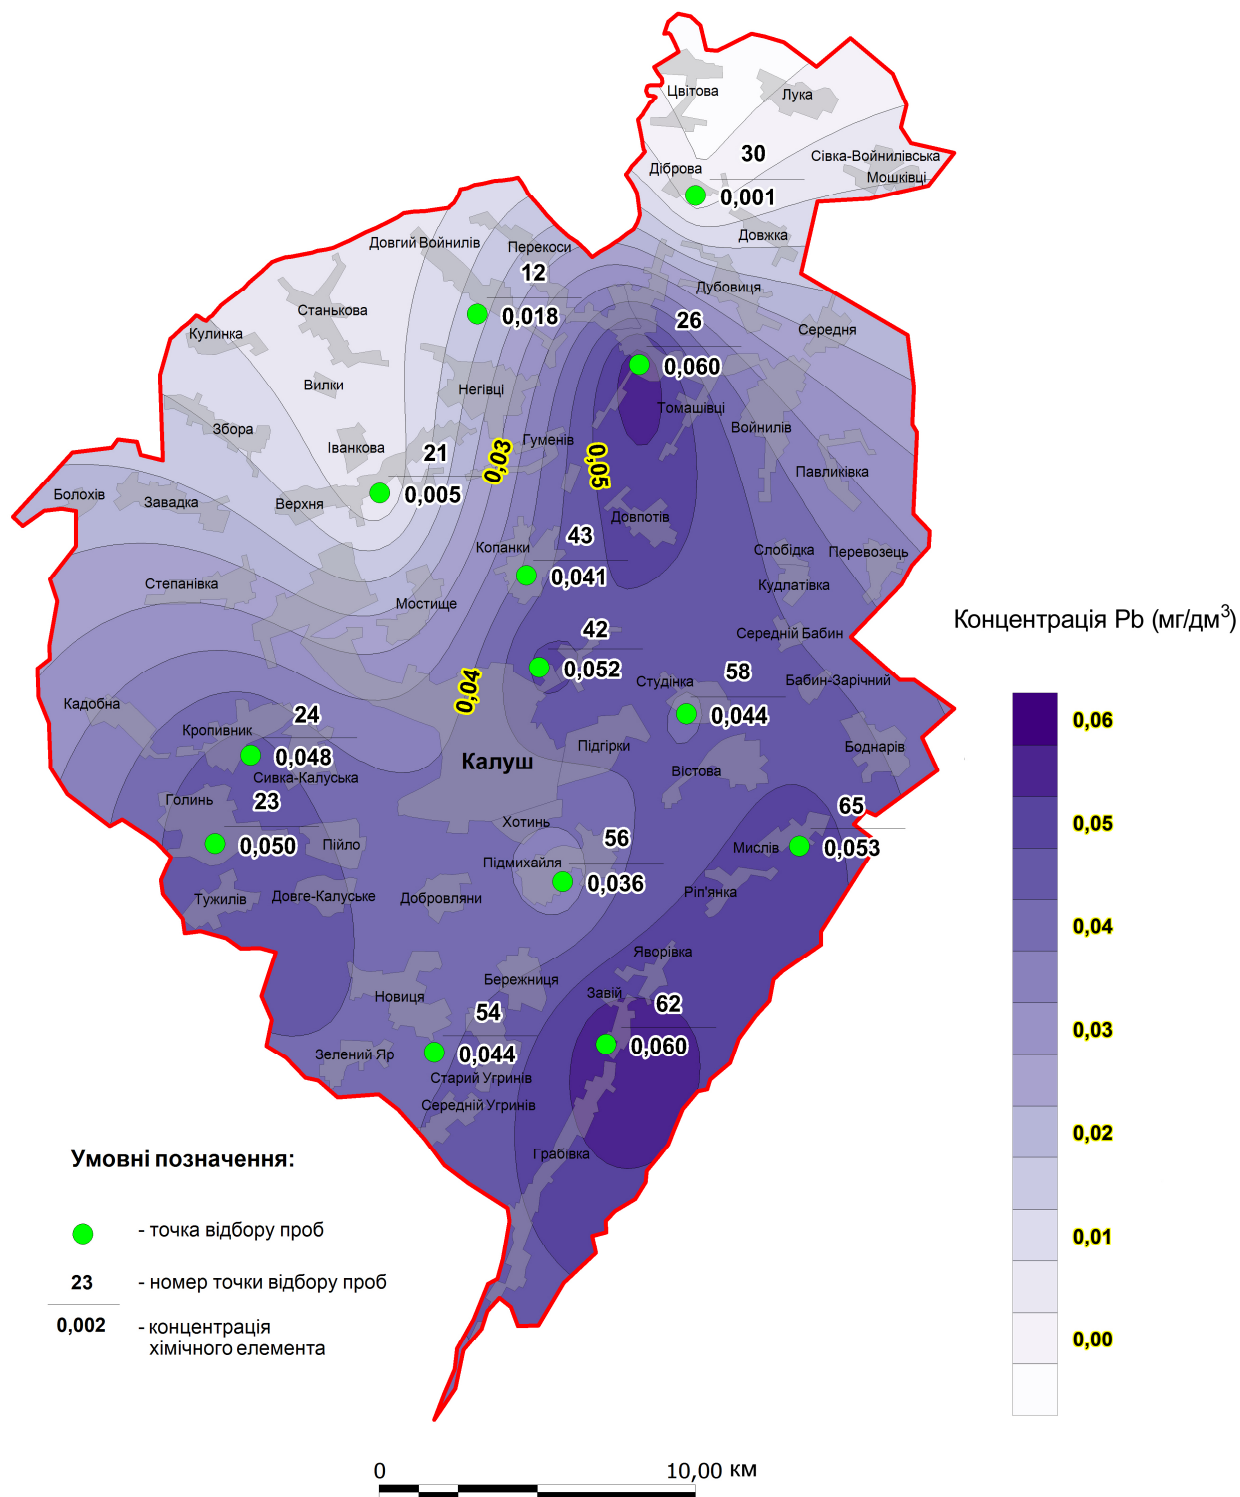 Цвітова
Лука
30
Сівка-Войнилівська
Діброва
Мошківці
0,001
Довжка
Довгий Войнилів
Перекоси
12
Дубовиця
Станькова
0,018
26
Середня
Кулинка
0,060
Вилки
Негівці
Томашівці
Збора
Войнилів
Гуменів
Іванкова
21
0,03
0,05
Павликівка
Болохів
Завадка
Верхня
0,005
Довпотів
43
Копанки
Слобідка
Перевозець
0,041
Степанівка
Кудлатівка
Мостище
42
Середній Бабин
0,052
58
Студінка
Бабин-Зарічний
0,04
Кадобна
24
0,044
Кропивник
Підгірки
Боднарів
0,048
Калуш
Вістова
Сивка-Калуська
Голинь
23
65
Хотинь
56
0,050
Пійло
Мислів
0,053
Підмихайля
0,036
Тужилів
Довге-Калуське
Добровляни
Ріп'янка
Яворівка
Бережниця
Новиця
Завій
62
54
Зелений Яр
0,044
0,060
Старий Угринів
Середній Угринів
Грабівка
Концентрація Pb (мг/дм³)
0,06
0,05
0,04
0,03
0,02
0,01
0,00
Умовні позначення:
- точка відбору проб
23 - номер точки відбору проб
0,002 - концентрація
хімічного елемента
0 10,00 км